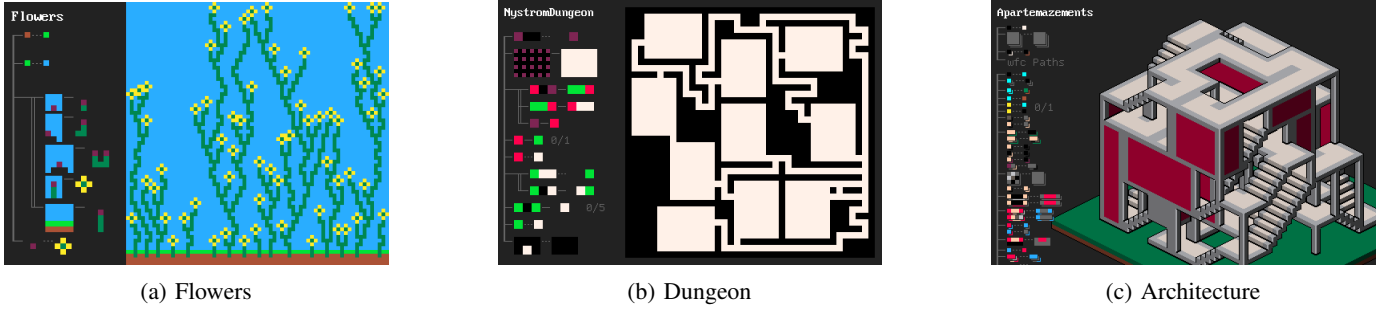 Flowers
NystromDungeon
0/1
0/5
Apartemazements
wfc Paths
0/1
(a) Flowers
(b) Dungeon
(c) Architecture